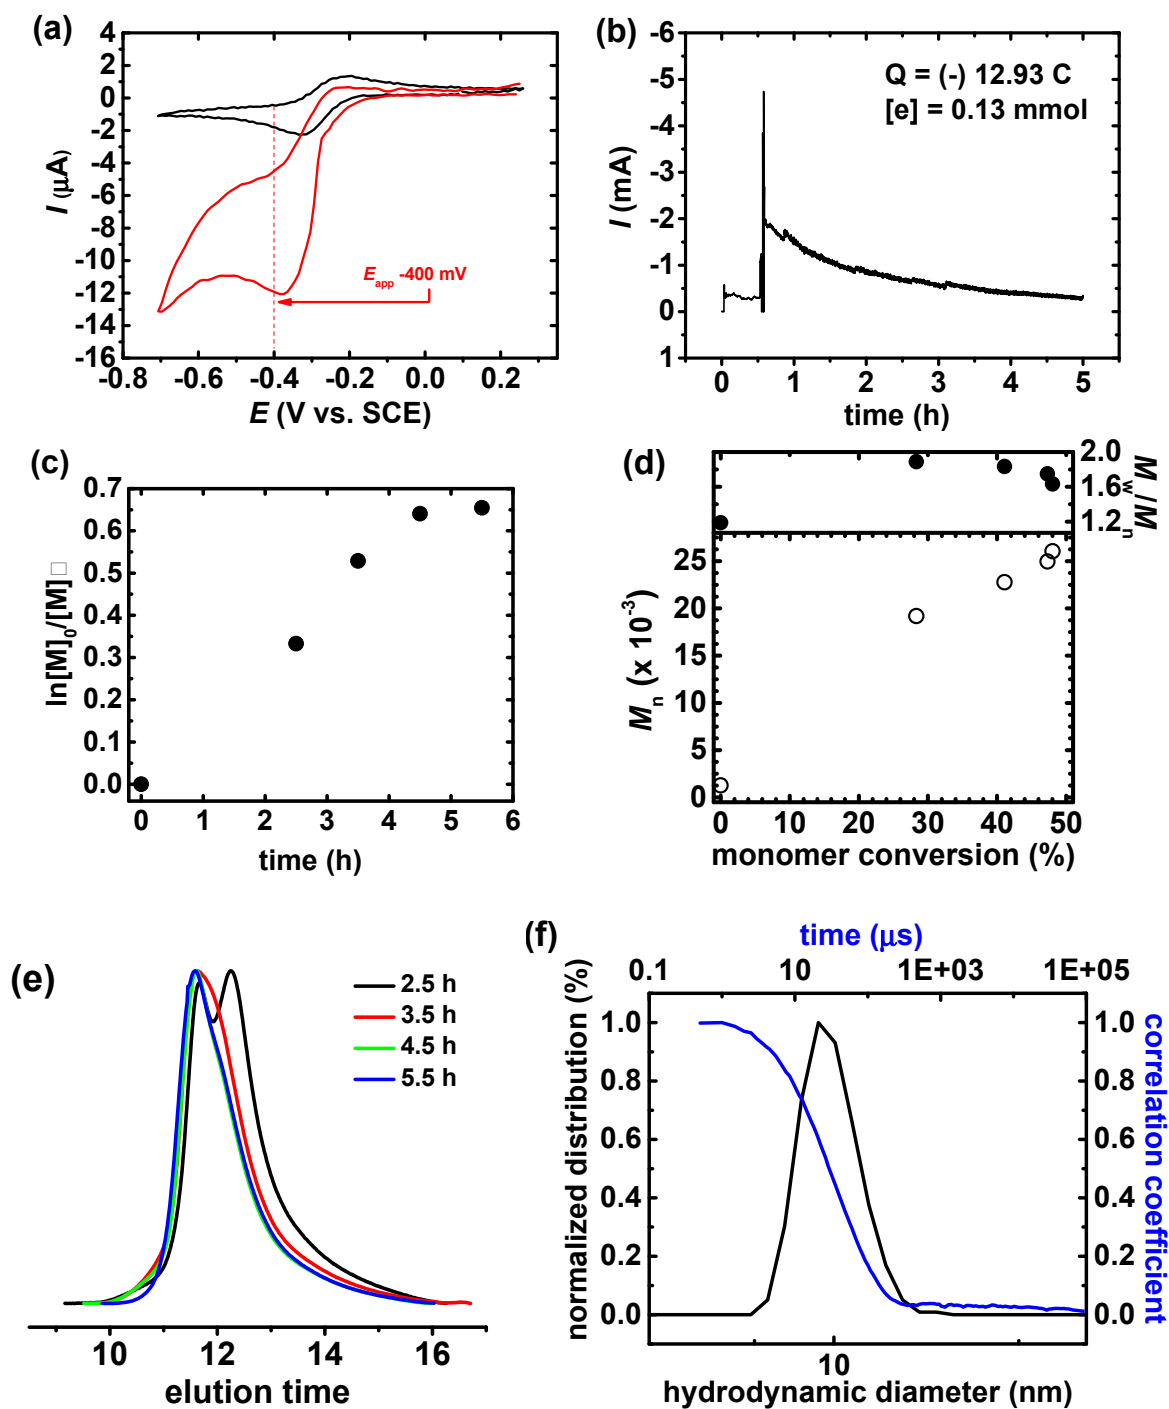 (a)
4
2
0
-2
-4
-6
-8
-10
-12
-14
-16
I (μA)
E_app -400 mV
-0.8 -0.6 -0.4 -0.2 0.0 0.2
E (V vs. SCE)
(b)
-6
-5
-4
-3
-2
-1
0
1
I (mA)
Q = (-) 12.93 C
[e] = 0.13 mmol
0 1 2 3 4 5
time (h)
(c)
0.7
0.6
0.5
0.4
0.3
0.2
0.1
0.0
ln[M]₀/[M]□
0 1 2 3 4 5 6
time (h)
(d)
2.0
1.6
1.2
M_w/M_n
25
20
15
10
5
0
M_n (x 10⁻³)
0 10 20 30 40 50
monomer conversion (%)
(e)
2.5 h
3.5 h
4.5 h
5.5 h
10 12 14 16
elution time
(f)
time (μs)
0.1 10 1E+03 1E+05
normalized distribution (%)
1.0
0.8
0.6
0.4
0.2
0.0
1.0
0.8
0.6
0.4
0.2
0.0
correlation coefficient
10
hydrodynamic diameter (nm)